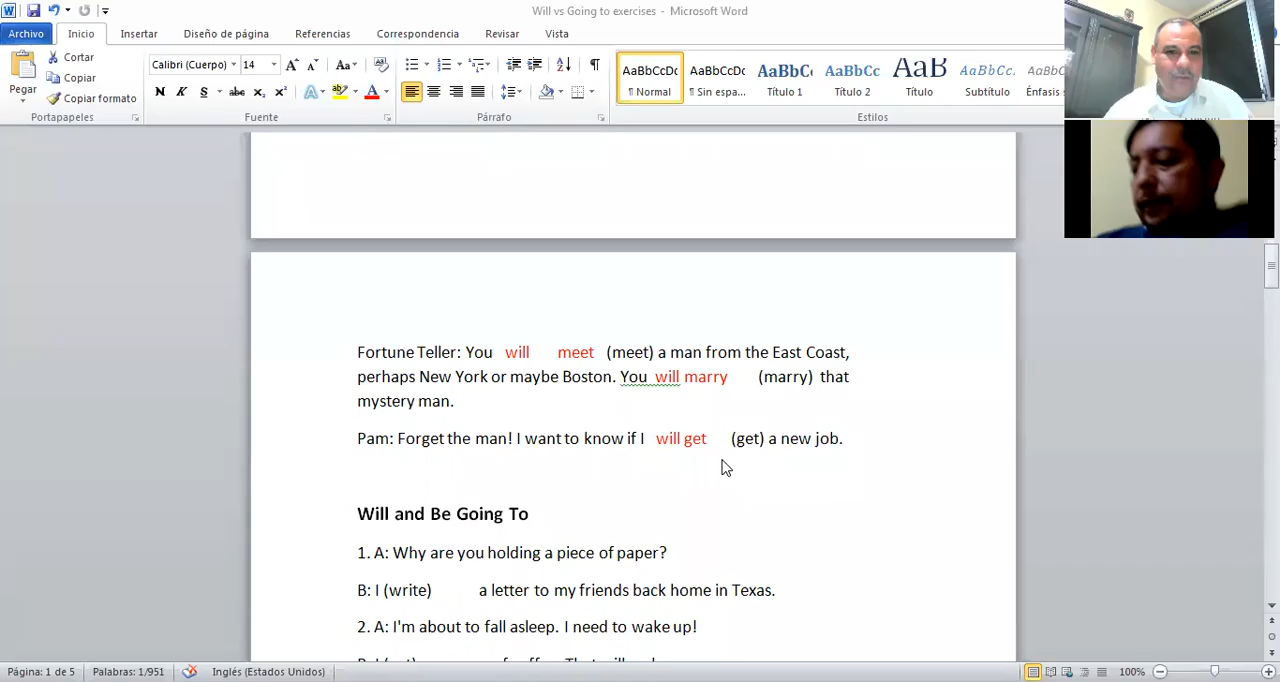 Will vs Going to exercises - Microsoft Word
Archivo Inicio Insertar Diseño de página Referencias Correspondencia Revisar Vista
Pegar
Cortar
Copiar
Copiar formato
Portapapeles
Calibri (Cuerpo) 14
Fuente
Párrafo
AaBbCcDc AaBbCcDc AaBbC AaBbCc AaB AaBbCc. AaBbC
¶ Normal ¶ Sin espa... Título 1 Título 2 Título Subtítulo Énfasis
Estilos
Fortune Teller: You will meet (meet) a man from the East Coast,
perhaps New York or maybe Boston. You will marry (marry) that
mystery man.
Pam: Forget the man! I want to know if I will get (get) a new job.
Will and Be Going To
1. A: Why are you holding a piece of paper?
B: I (write) a letter to my friends back home in Texas.
2. A: I'm about to fall asleep. I need to wake up!
Página: 1 de 5 Palabras: 1/951 Inglés (Estados Unidos) 100%